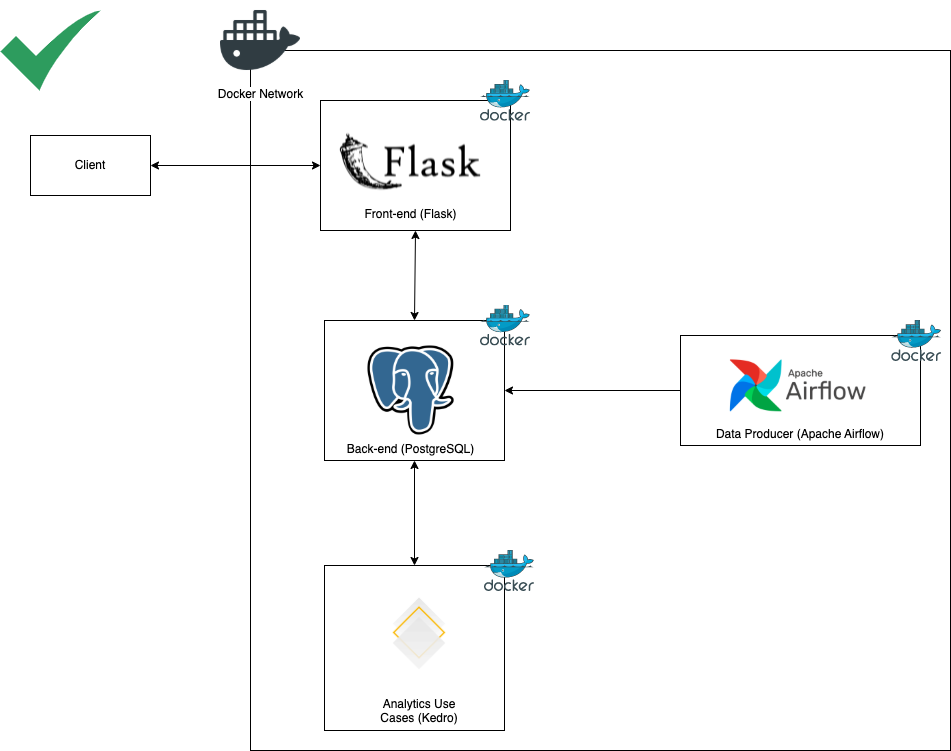 Docker Network
docker
Client
Flask
Front-end (Flask)
docker
Back-end (PostgreSQL)
docker
Apache
Airflow
Data Producer (Apache Airflow)
docker
Analytics Use
Cases (Kedro)